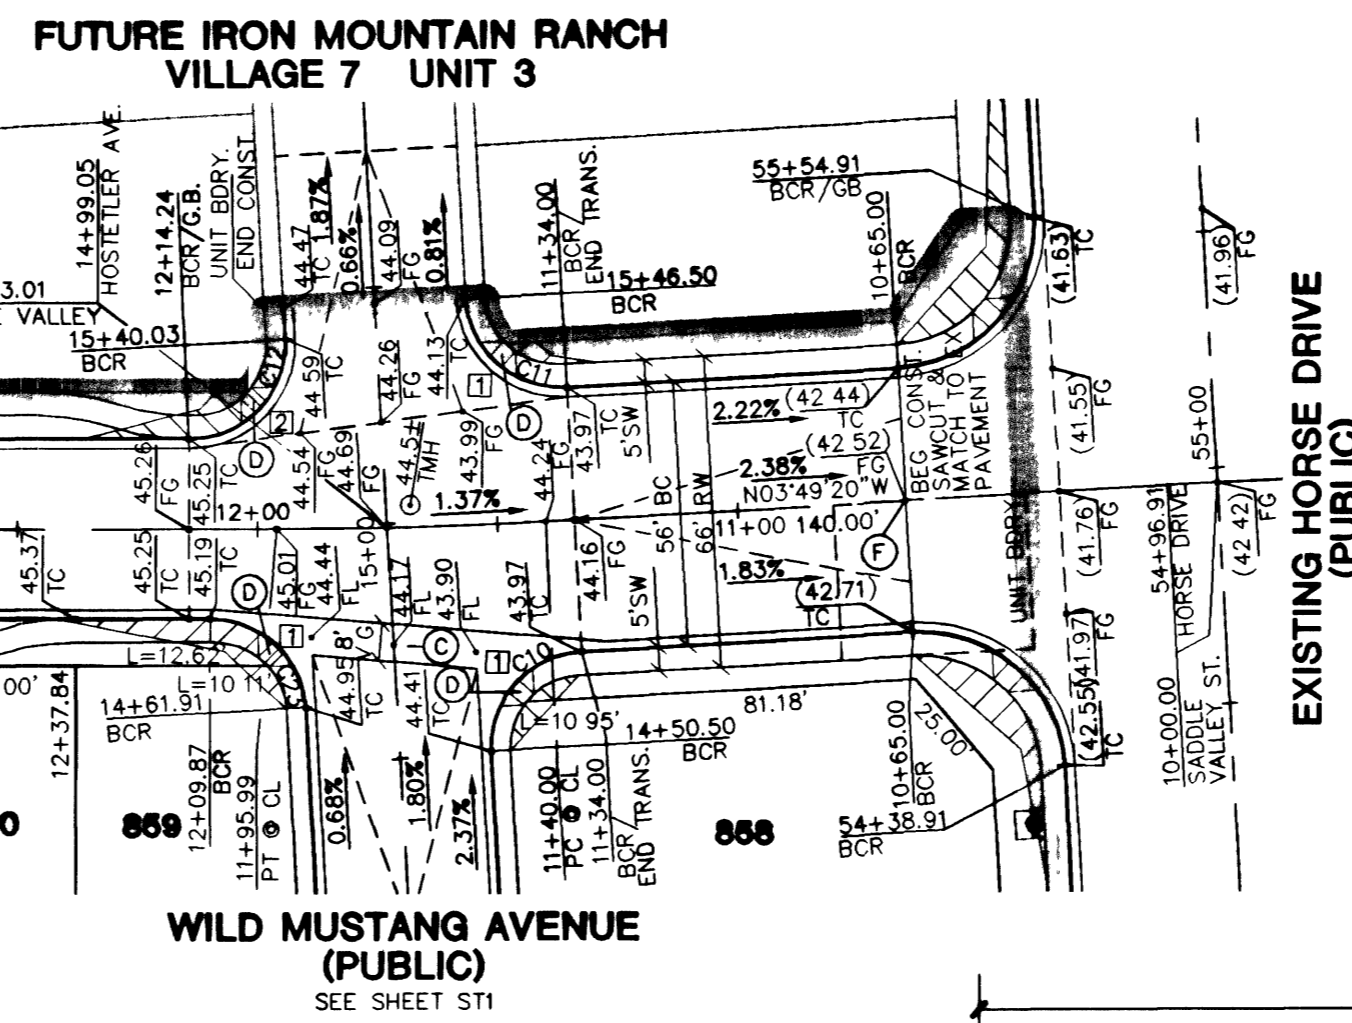 FUTURE IRON MOUNTAIN RANCH
VILLAGE 7 UNIT 3
14+99.05
HOSTETLER AVE.
12+14.24
BCR/G.B.
UNIT BDRY.
END CONST
44.47
TC
1.87%
0.66%
44.09
FG
0.81%
11+34.00
BCR
END TRANS.
15+46.50
BCR
55+54.91
BCR/GB
10+65.00
BCR
(41.63)
TC
(41.96)
FG
3.01
VALLEY
15+40.03
BCR
C12
44.59
TC
44.26
FG
44.13
TC
1
C11
D
2
D
45.26
FG
45.25
TC
44.54
FG
44.69
FG
44.5±
TMH
43.99
FG
44.24
FG
43.97
TC
5'SW
2.22%
(42 44)
TC
(42 52)
FG
2.38%
N03°49'20"W
BEG CONST.
SAWCUT &
MATCH TO EX
PAVEMENT
(41.55)
FG
55+00
12+00
1.37%
56'
BC
66'
RW
11+00
140.00'
UNIT BDRY
(41.76)
FG
54+96.91
HORSE DRIVE
(42 42)
FG
EXISTING HORSE DRIVE
(PUBLIC)
45.37
TC
45.25
TC
45.19
TC
D
45.01
FG
44.44
FL
15+00
44.17
FL
43.90
FL
43.97
TC
44.16
FG
5'SW
1.83%
(42.71)
TC
F
1
C
D
1
C10
L=12.62
L=10 11'
00'
12+37.84
14+61.91
BCR
44.95
TC
44.41
TC
L=10 95'
14+50.50
BCR
81.18'
25.00'
(41.97)
FG
(42.55)
TC
10+00.00
SADDLE
VALLEY ST.
859
12+09.87
BCR
11+95.99
PT @ CL
0.68%
1.80%
2.37%
11+40.00
PC @ CL
11+34.00
BCR
END TRANS.
858
10+65.00
BCR
54+38.91
BCR
WILD MUSTANG AVENUE
(PUBLIC)
SEE SHEET ST1